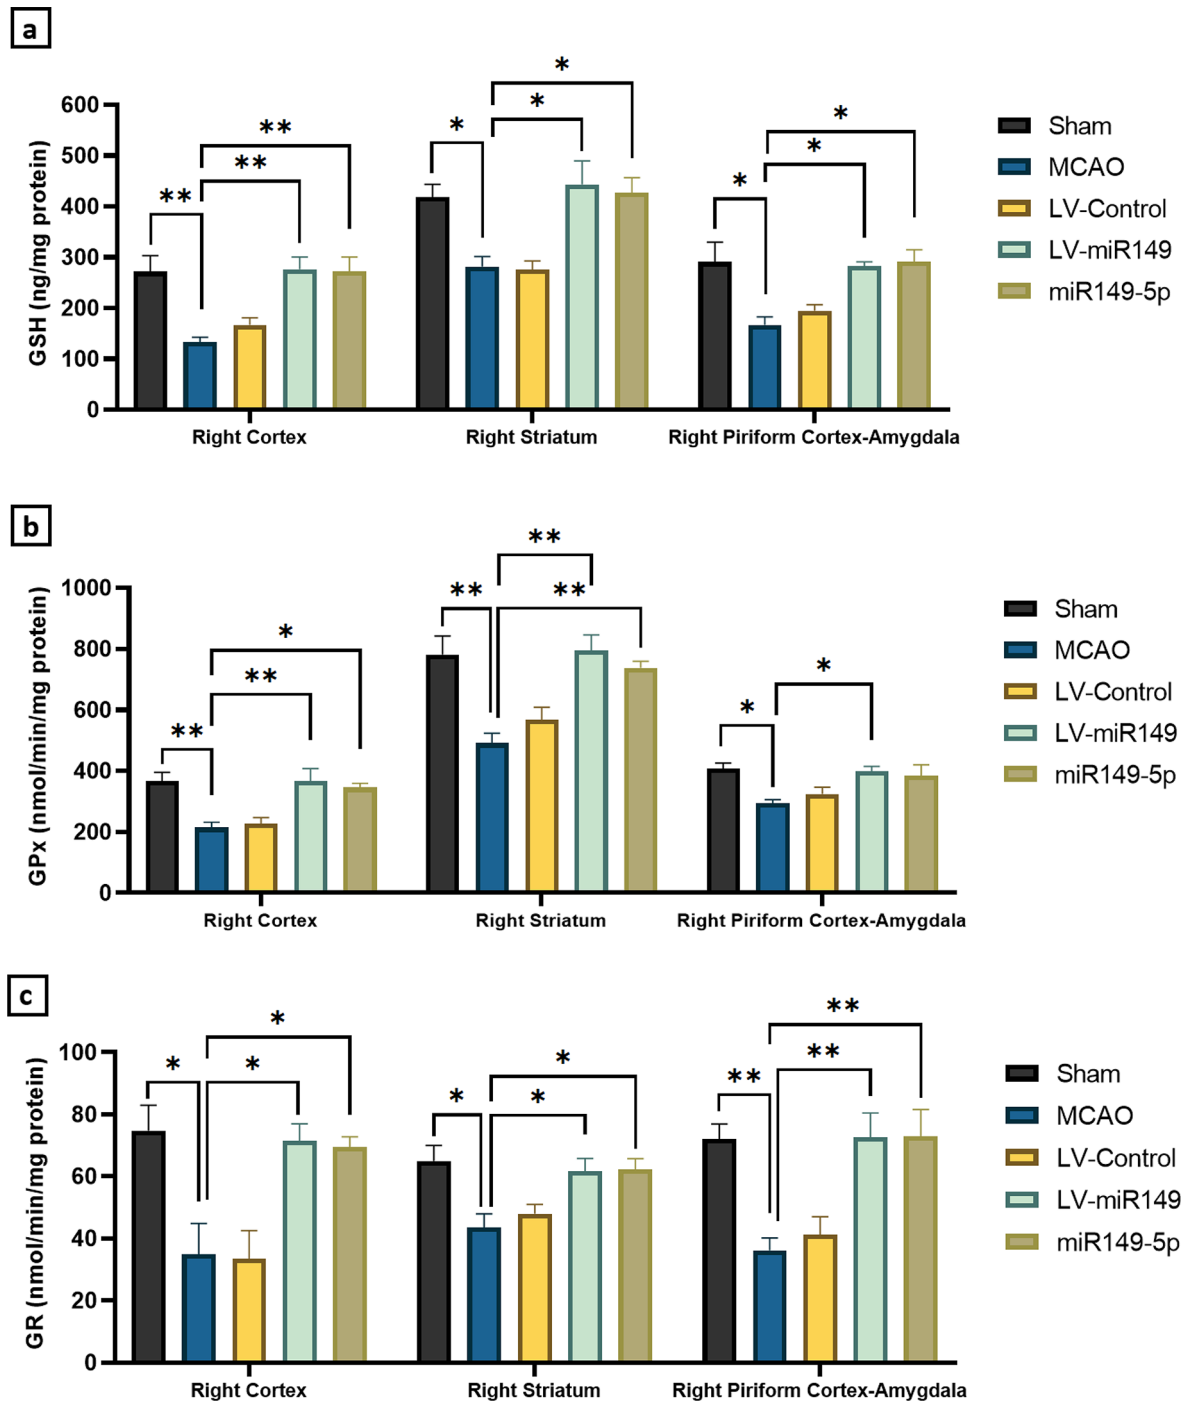 a
*
*
**
*
**
*
*
**
*
600
500
400
300
200
100
0
GSH (ng/mg protein)
Right Cortex
Right Striatum
Right Piriform Cortex-Amygdala
Sham
MCAO
LV-Control
LV-miR149
miR149-5p
b
**
**
**
*
**
*
**
*
1000
800
600
400
200
0
GPx (nmol/min/mg protein)
Right Cortex
Right Striatum
Right Piriform Cortex-Amygdala
Sham
MCAO
LV-Control
LV-miR149
miR149-5p
c
**
*
*
**
*
*
**
*
*
100
80
60
40
20
0
GR (nmol/min/mg protein)
Right Cortex
Right Striatum
Right Piriform Cortex-Amygdala
Sham
MCAO
LV-Control
LV-miR149
miR149-5p